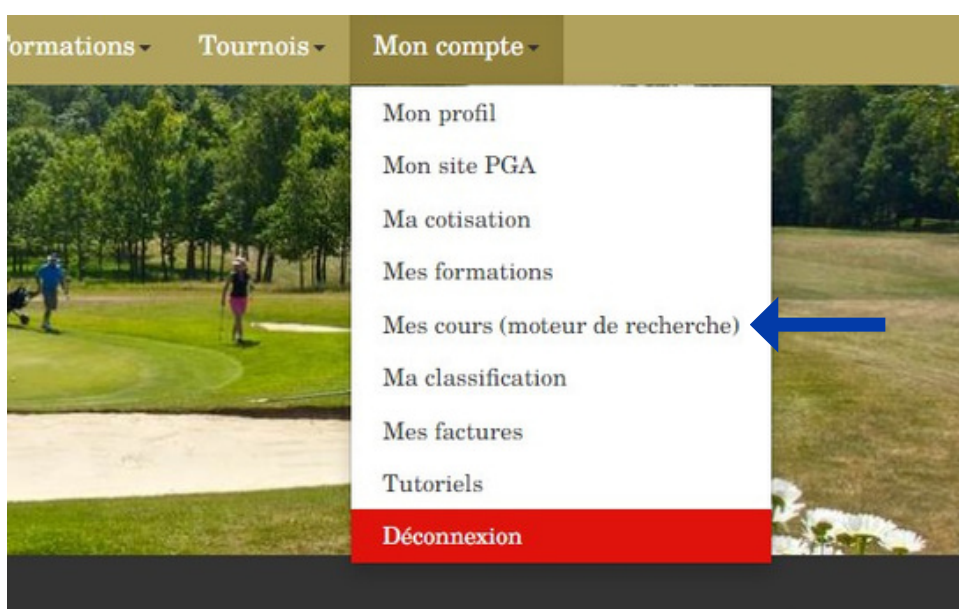 ormations
Tournois
Mon compte
Mon profil
Mon site PGA
Ma cotisation
Mes formations
Mes cours (moteur de recherche)
Ma classification
Mes factures
Tutoriels
Déconnexion